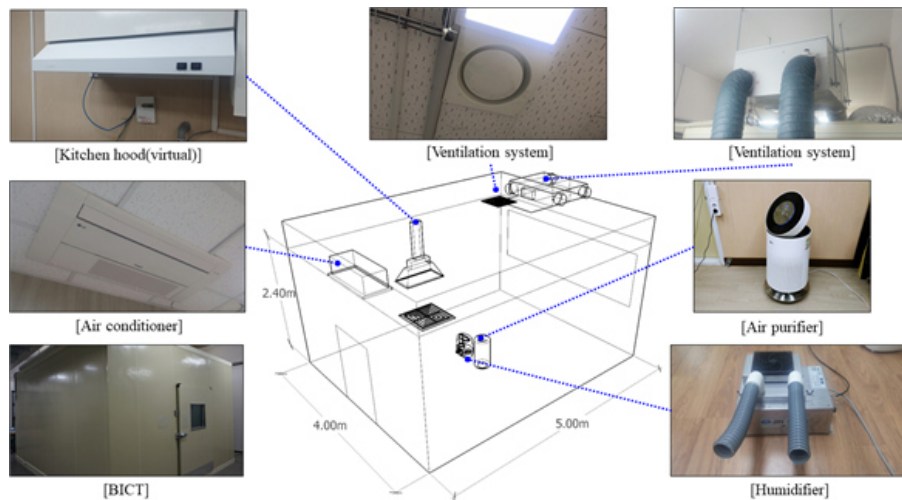 [Kitchen hood(virtual)]
[Ventilation system]
[Ventilation system]
[Air conditioner]
2.40m
[Air purifier]
4.00m
5.00m
[BICT]
[Humidifier]